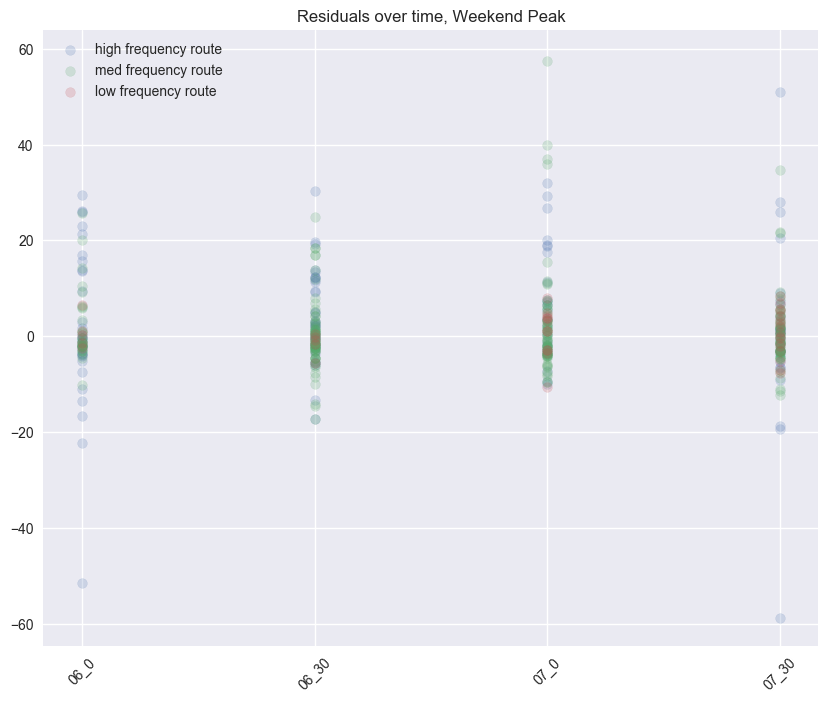 Residuals over time, Weekend Peak
high frequency route
med frequency route
low frequency route
60
40
20
0
−20
−40
−60
06_0
06_30
07_0
07_30